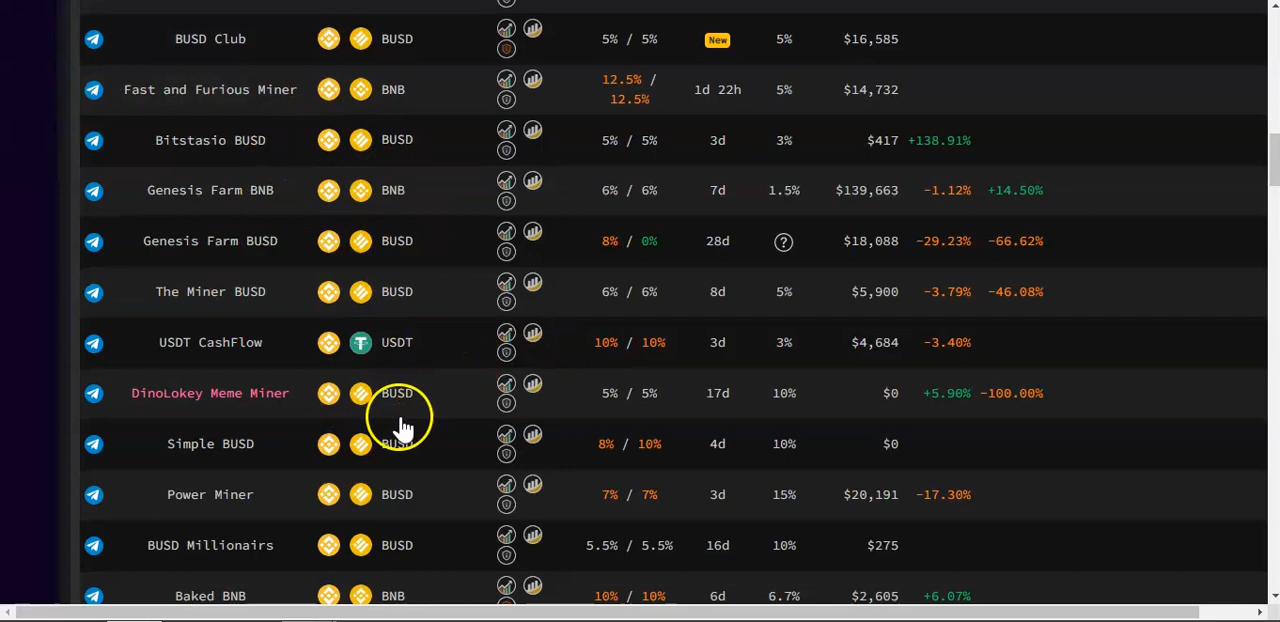 BUSD Club BUSD 5% / 5% New 5% $16,585
Fast and Furious Miner BNB 12.5% / 12.5% 1d 22h 5% $14,732
Bitstasio BUSD BUSD 5% / 5% 3d 3% $417 +138.91%
Genesis Farm BNB BNB 6% / 6% 7d 1.5% $139,663 -1.12% +14.50%
Genesis Farm BUSD BUSD 8% / 0% 28d ? $18,088 -29.23% -66.62%
The Miner BUSD BUSD 6% / 6% 8d 5% $5,900 -3.79% -46.08%
USDT CashFlow USDT 10% / 10% 3d 3% $4,684 -3.40%
DinoLokey Meme Miner BUSD 5% / 5% 17d 10% $0 +5.90% -100.00%
Simple BUSD BUSD 8% / 10% 4d 10% $0
Power Miner BUSD 7% / 7% 3d 15% $20,191 -17.30%
BUSD Millionairs BUSD 5.5% / 5.5% 16d 10% $275
Baked BNB BNB 10% / 10% 6d 6.7% $2,605 +6.07%